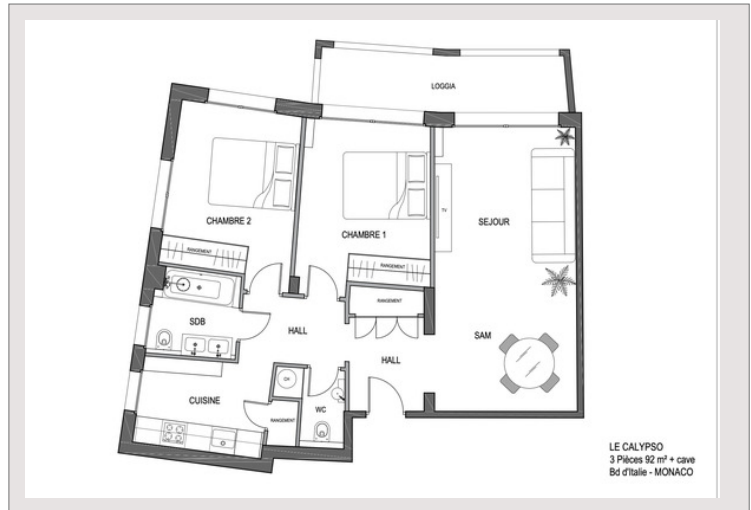 LOGGIA
CHAMBRE 2
CHAMBRE 1
TV
SEJOUR
RANGEMENT
RANGEMENT
RANGEMENT
SDB
HALL
SAM
HALL
CH
CUISINE
WC
RANGEMENT
LE CALYPSO
3 Pièces 92 m² + cave
Bd d'Italie - MONACO